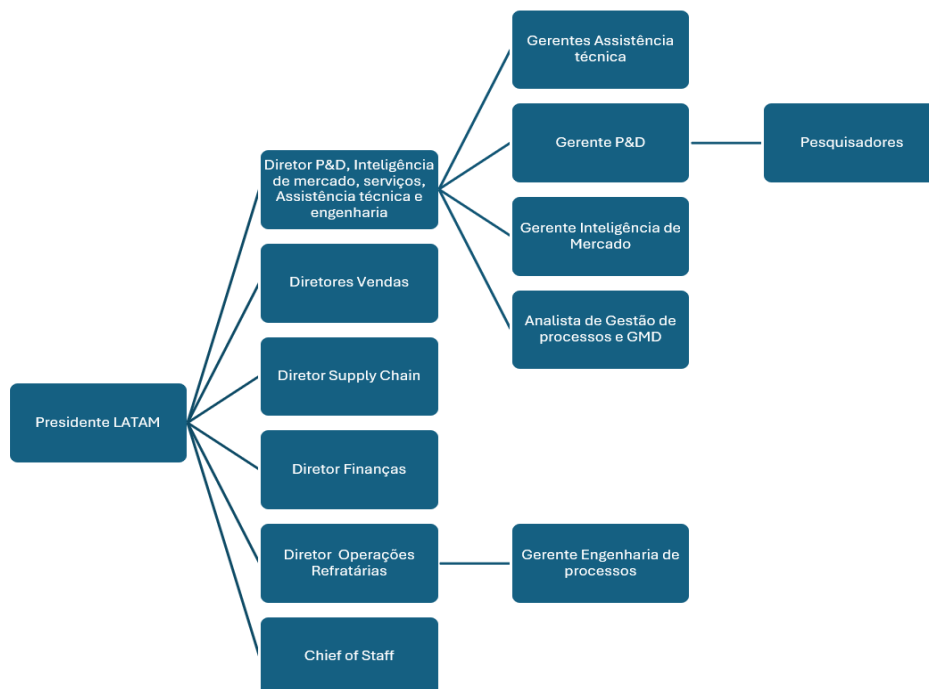 Gerentes Assistência
técnica
Gerente P&D
Pesquisadores
Diretor P&D, Inteligência
de mercado, serviços,
Assistência técnica e
engenharia
Gerente Inteligência de
Mercado
Diretores Vendas
Analista de Gestão de
processos e GMD
Diretor Supply Chain
Presidente LATAM
Diretor Finanças
Diretor  Operações
Refratárias
Gerente Engenharia de
processos
Chief of Staff